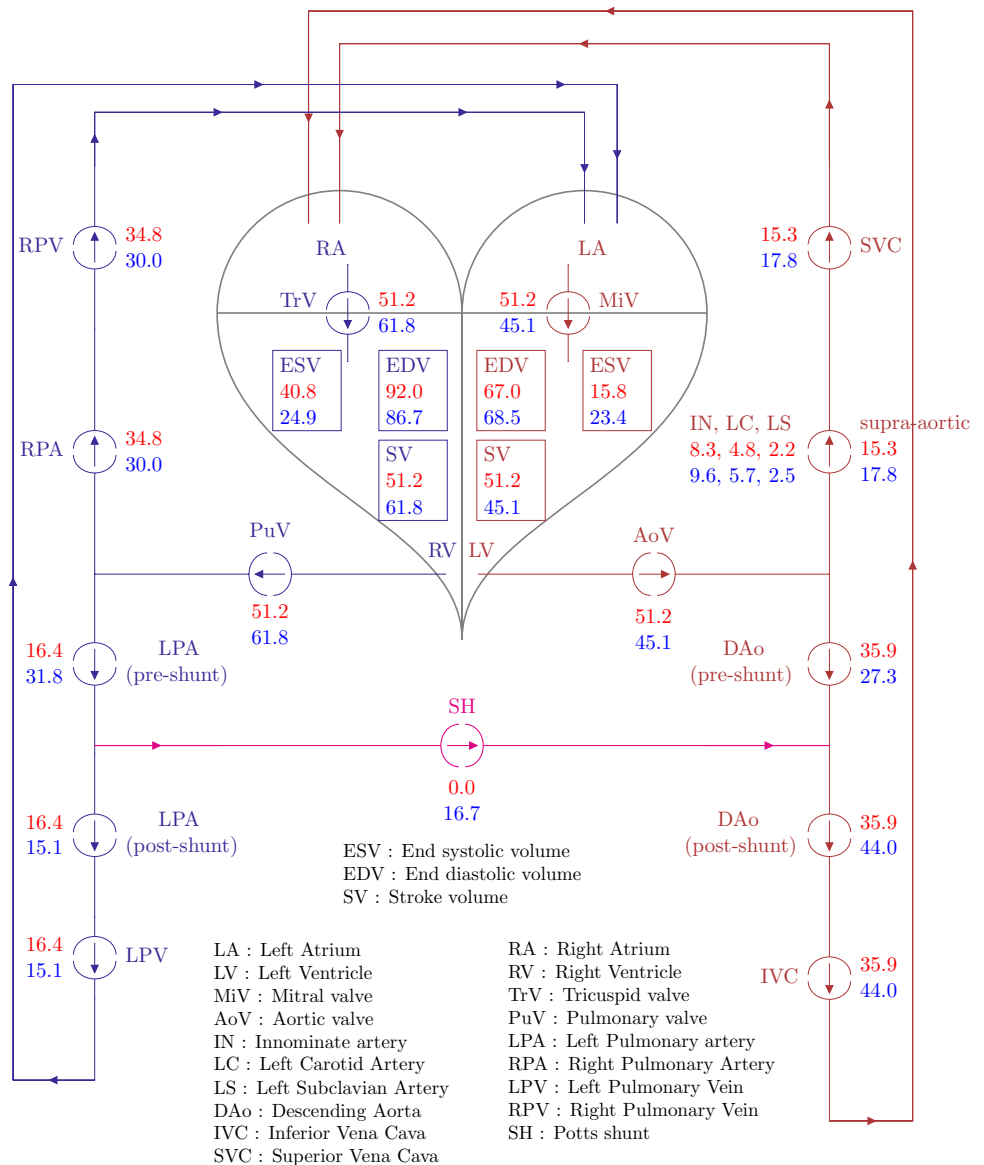 RPV
34.8
30.0
RA
LA
15.3
17.8
SVC
TrV
51.2
61.8
51.2
45.1
MiV
ESV
40.8
24.9
EDV
92.0
86.7
EDV
67.0
68.5
ESV
15.8
23.4
RPA
34.8
30.0
SV
51.2
61.8
SV
51.2
45.1
IN, LC, LS
8.3, 4.8, 2.2
9.6, 5.7, 2.5
supra-aortic
15.3
17.8
PuV
51.2
61.8
RV
LV
AoV
51.2
45.1
16.4
31.8
LPA
(pre-shunt)
DAo
(pre-shunt)
35.9
27.3
SH
0.0
16.7
16.4
15.1
LPA
(post-shunt)
DAo
(post-shunt)
35.9
44.0
ESV : End systolic volume
EDV : End diastolic volume
SV : Stroke volume
16.4
15.1
LPV
IVC
35.9
44.0
LA : Left Atrium
LV : Left Ventricle
MiV : Mitral valve
AoV : Aortic valve
IN : Innominate artery
LC : Left Carotid Artery
LS : Left Subclavian Artery
DAo : Descending Aorta
IVC : Inferior Vena Cava
SVC : Superior Vena Cava
RA : Right Atrium
RV : Right Ventricle
TrV : Tricuspid valve
PuV : Pulmonary valve
LPA : Left Pulmonary artery
RPA : Right Pulmonary Artery
LPV : Left Pulmonary Vein
RPV : Right Pulmonary Vein
SH : Potts shunt